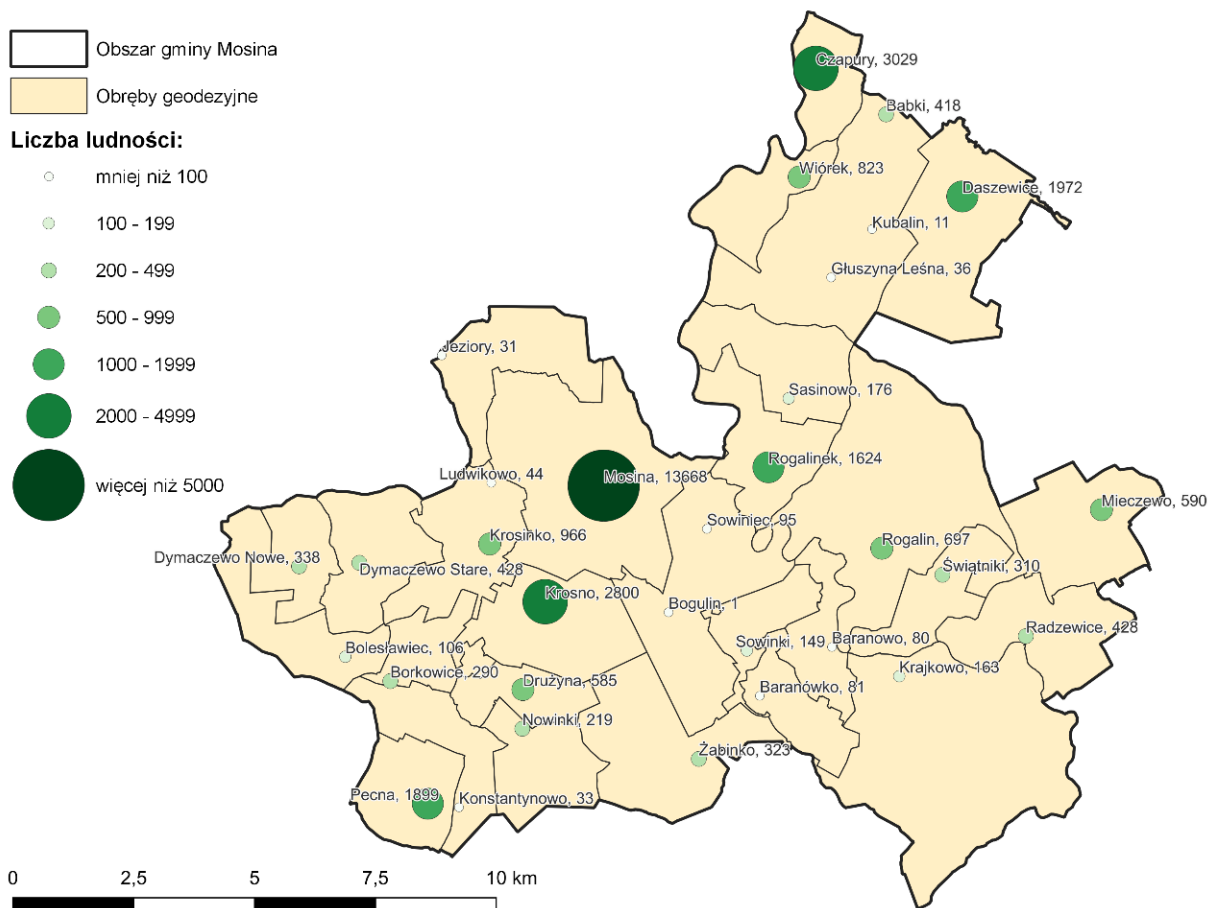 Obszar gminy Mosina
Obręby geodezyjne
Liczba ludności:
mniej niż 100
100 - 199
200 - 499
500 - 999
1000 - 1999
2000 - 4999
więcej niż 5000
Czapury, 3029
Babki, 418
Wiórek, 823
Daszewice, 1972
Kubalin, 11
Głuszyna Leśna, 36
Jeziory, 31
Sasinowo, 176
Rogalinek, 1624
Ludwikowo, 44
Mosina, 13668
Mieczewo, 590
Sowiniec, 95
Krosinko, 966
Rogalin, 697
Dymaczewo Nowe, 338
Dymaczewo Stare, 428
Świątniki, 310
Krosno, 2800
Bogulin, 1
Radzewice, 428
Bolesławiec, 106
Sowinki, 149
Baranowo, 80
Borkowice, 290
Krajkowo, 163
Drużyna, 585
Baranówko, 81
Nowinki, 219
Żabinko, 323
Pecna, 1899
Konstantynowo, 33
0 2,5 5 7,5 10 km